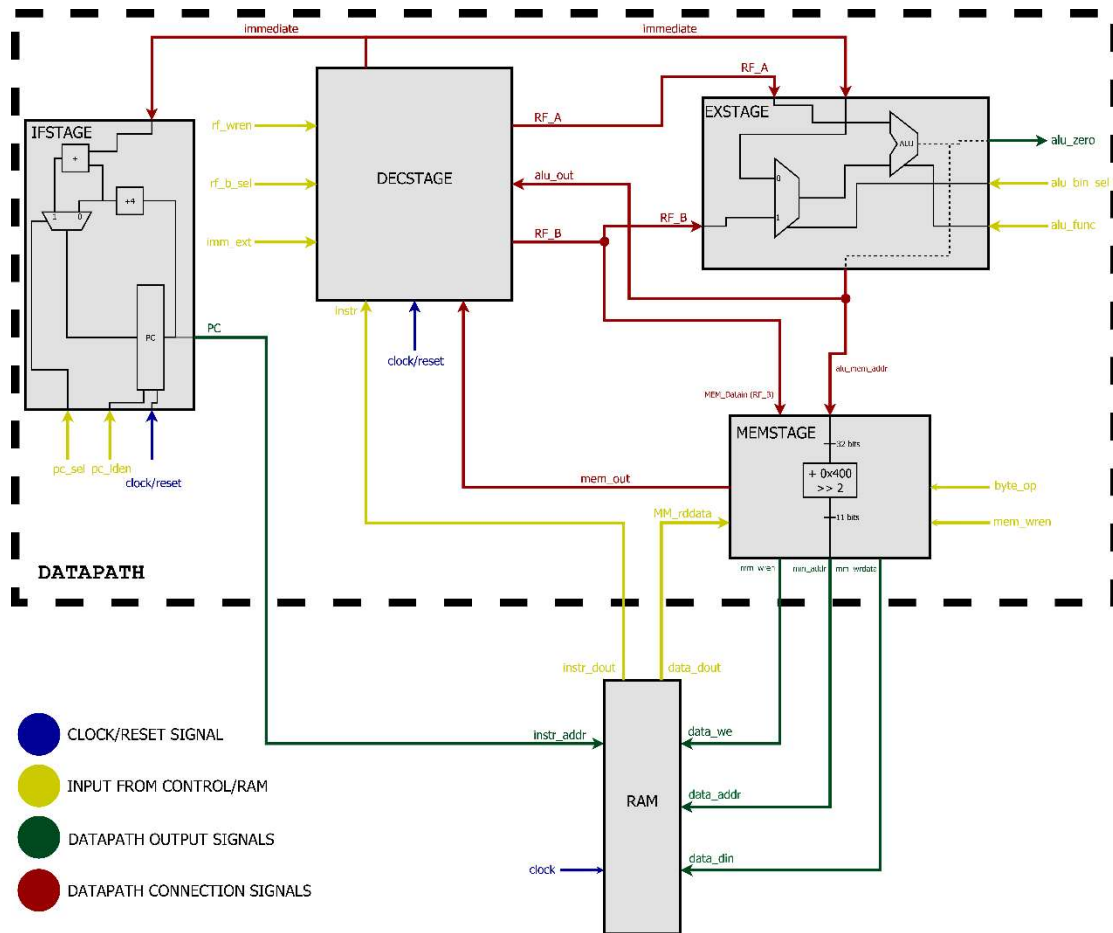 immediate
immediate
RF_A
IFSTAGE
+
+4
1
0
PC
pc_sel
pc_lden
clock/reset
PC
rf_wren
rf_b_sel
imm_ext
DECSTAGE
RF_A
alu_out
RF_B
instr
clock/reset
RF_B
EXSTAGE
0
1
ALU
alu_zero
alu_bin_sel
alu_func
alu_mem_addr
MEM_DataIn (RF_B)
MEMSTAGE
32 bits
+ 0x400
>> 2
11 bits
mem_out
MM_rddata
byte_op
mem_wren
mm_wren
mm_addr
mm_wrdata
DATAPATH
instr_dout
data_dout
instr_addr
data_we
RAM
data_addr
data_din
clock
CLOCK/RESET SIGNAL
INPUT FROM CONTROL/RAM
DATAPATH OUTPUT SIGNALS
DATAPATH CONNECTION SIGNALS